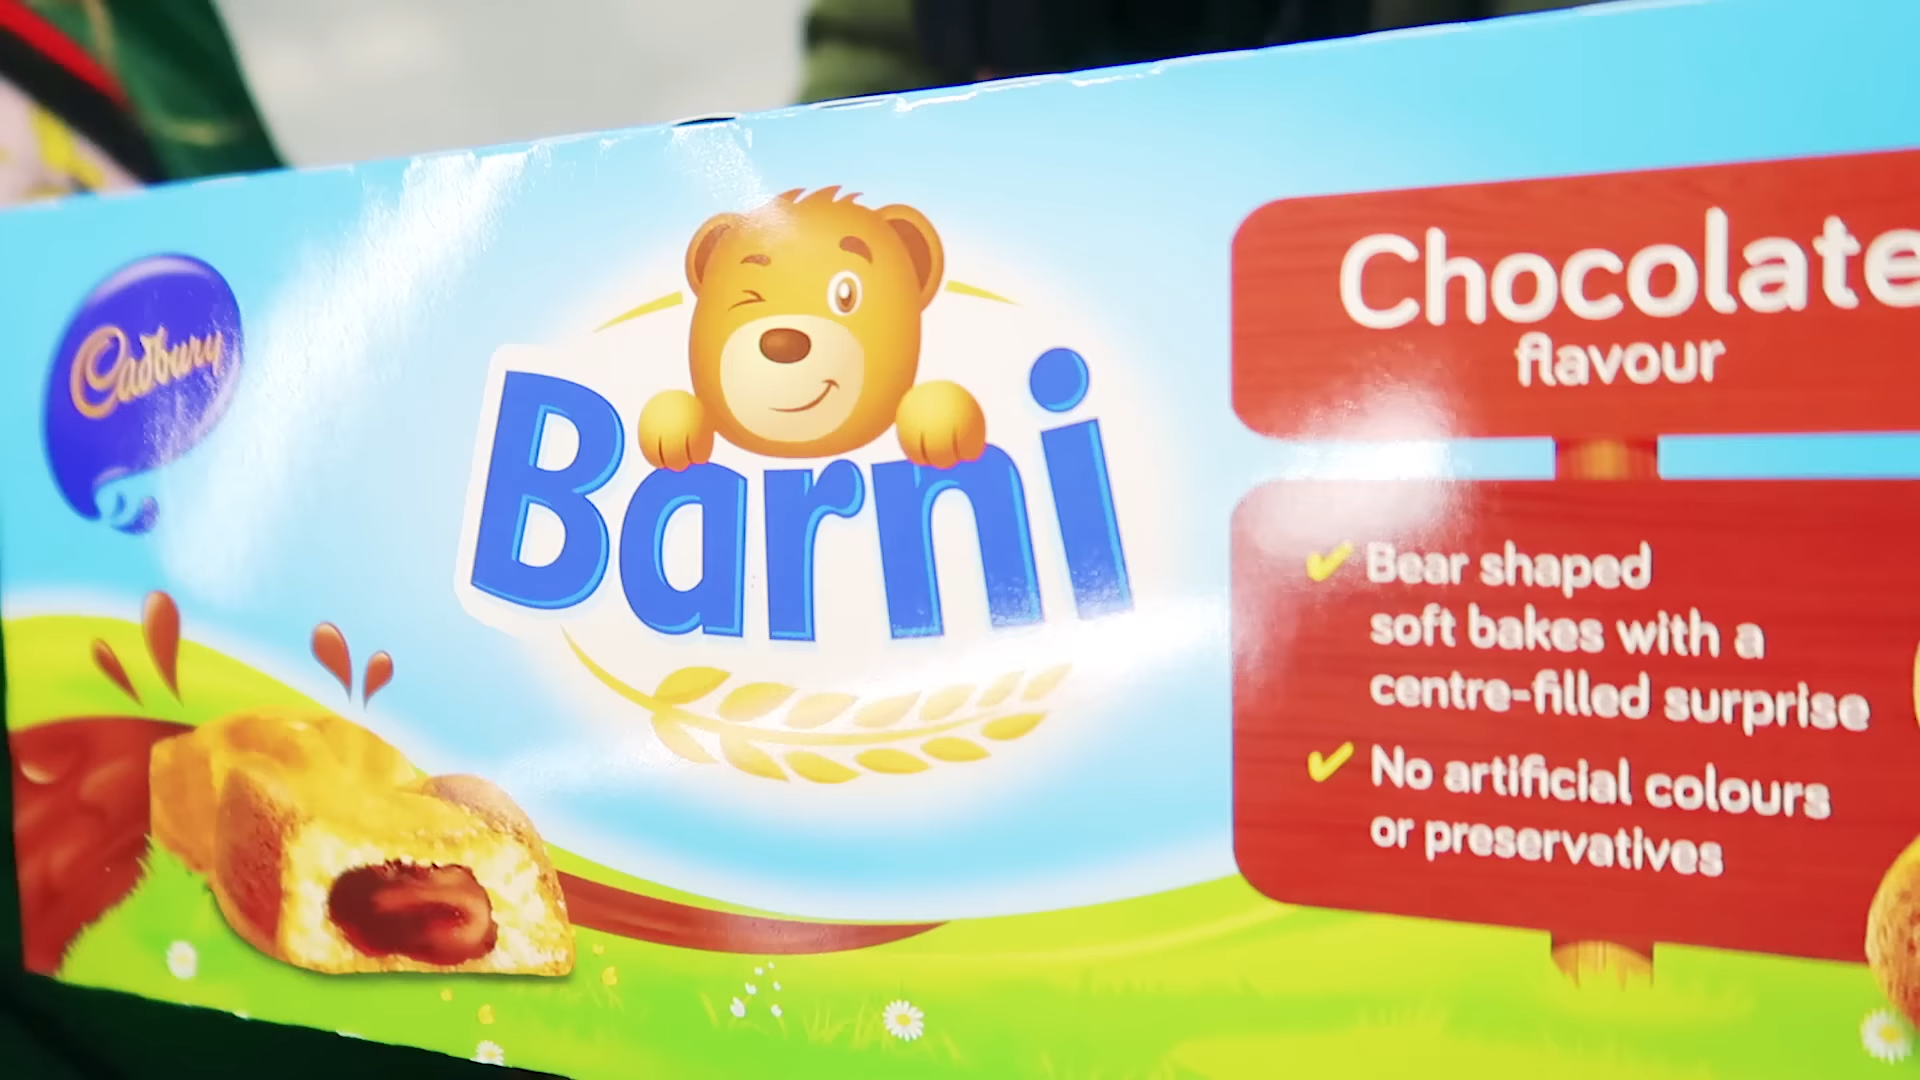 Cadbury
Barni
Chocolate
flavour
✔ Bear shaped
soft bakes with a
centre-filled surprise
✔ No artificial colours
or preservatives